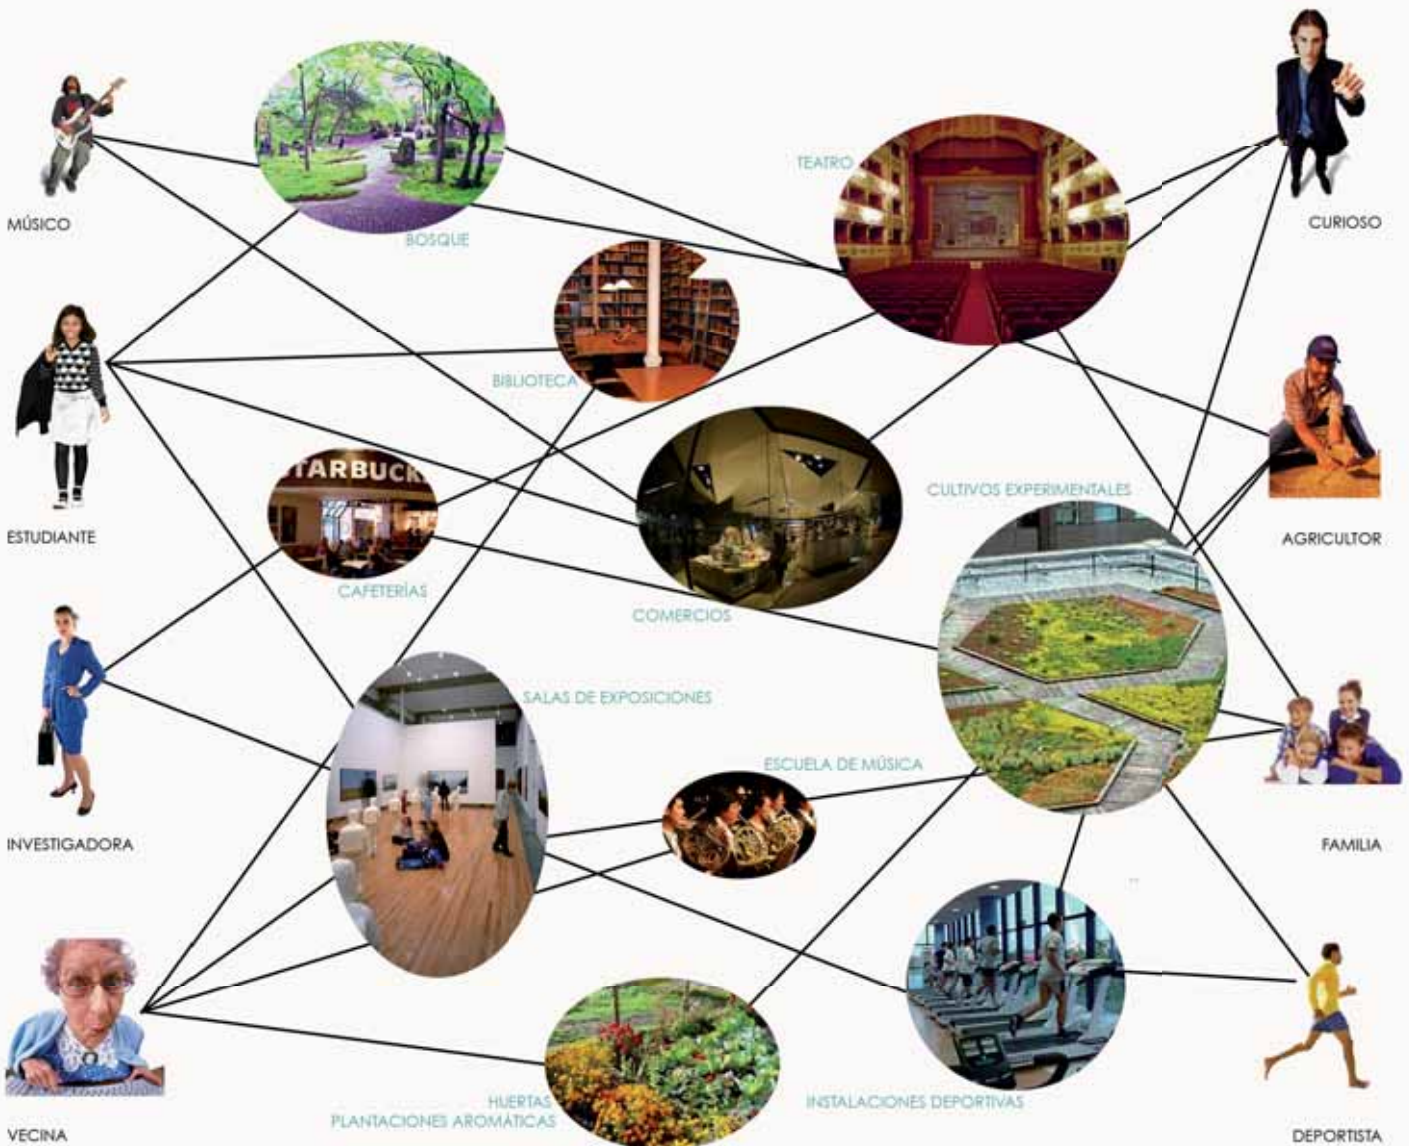 TEATRO
MÚSICO
CURIOSO
BOSQUE
BIBLIOTECA
TARBUCK
CULTIVOS EXPERIMENTALES
ESTUDIANTE
AGRICULTOR
CAFETERÍAS
COMERCIOS
SALAS DE EXPOSICIONES
ESCUELA DE MÚSICA
INVESTIGADORA
FAMILIA
HUERTAS
PLANTACIONES AROMÁTICAS
INSTALACIONES DEPORTIVAS
VECINA
DEPORTISTA